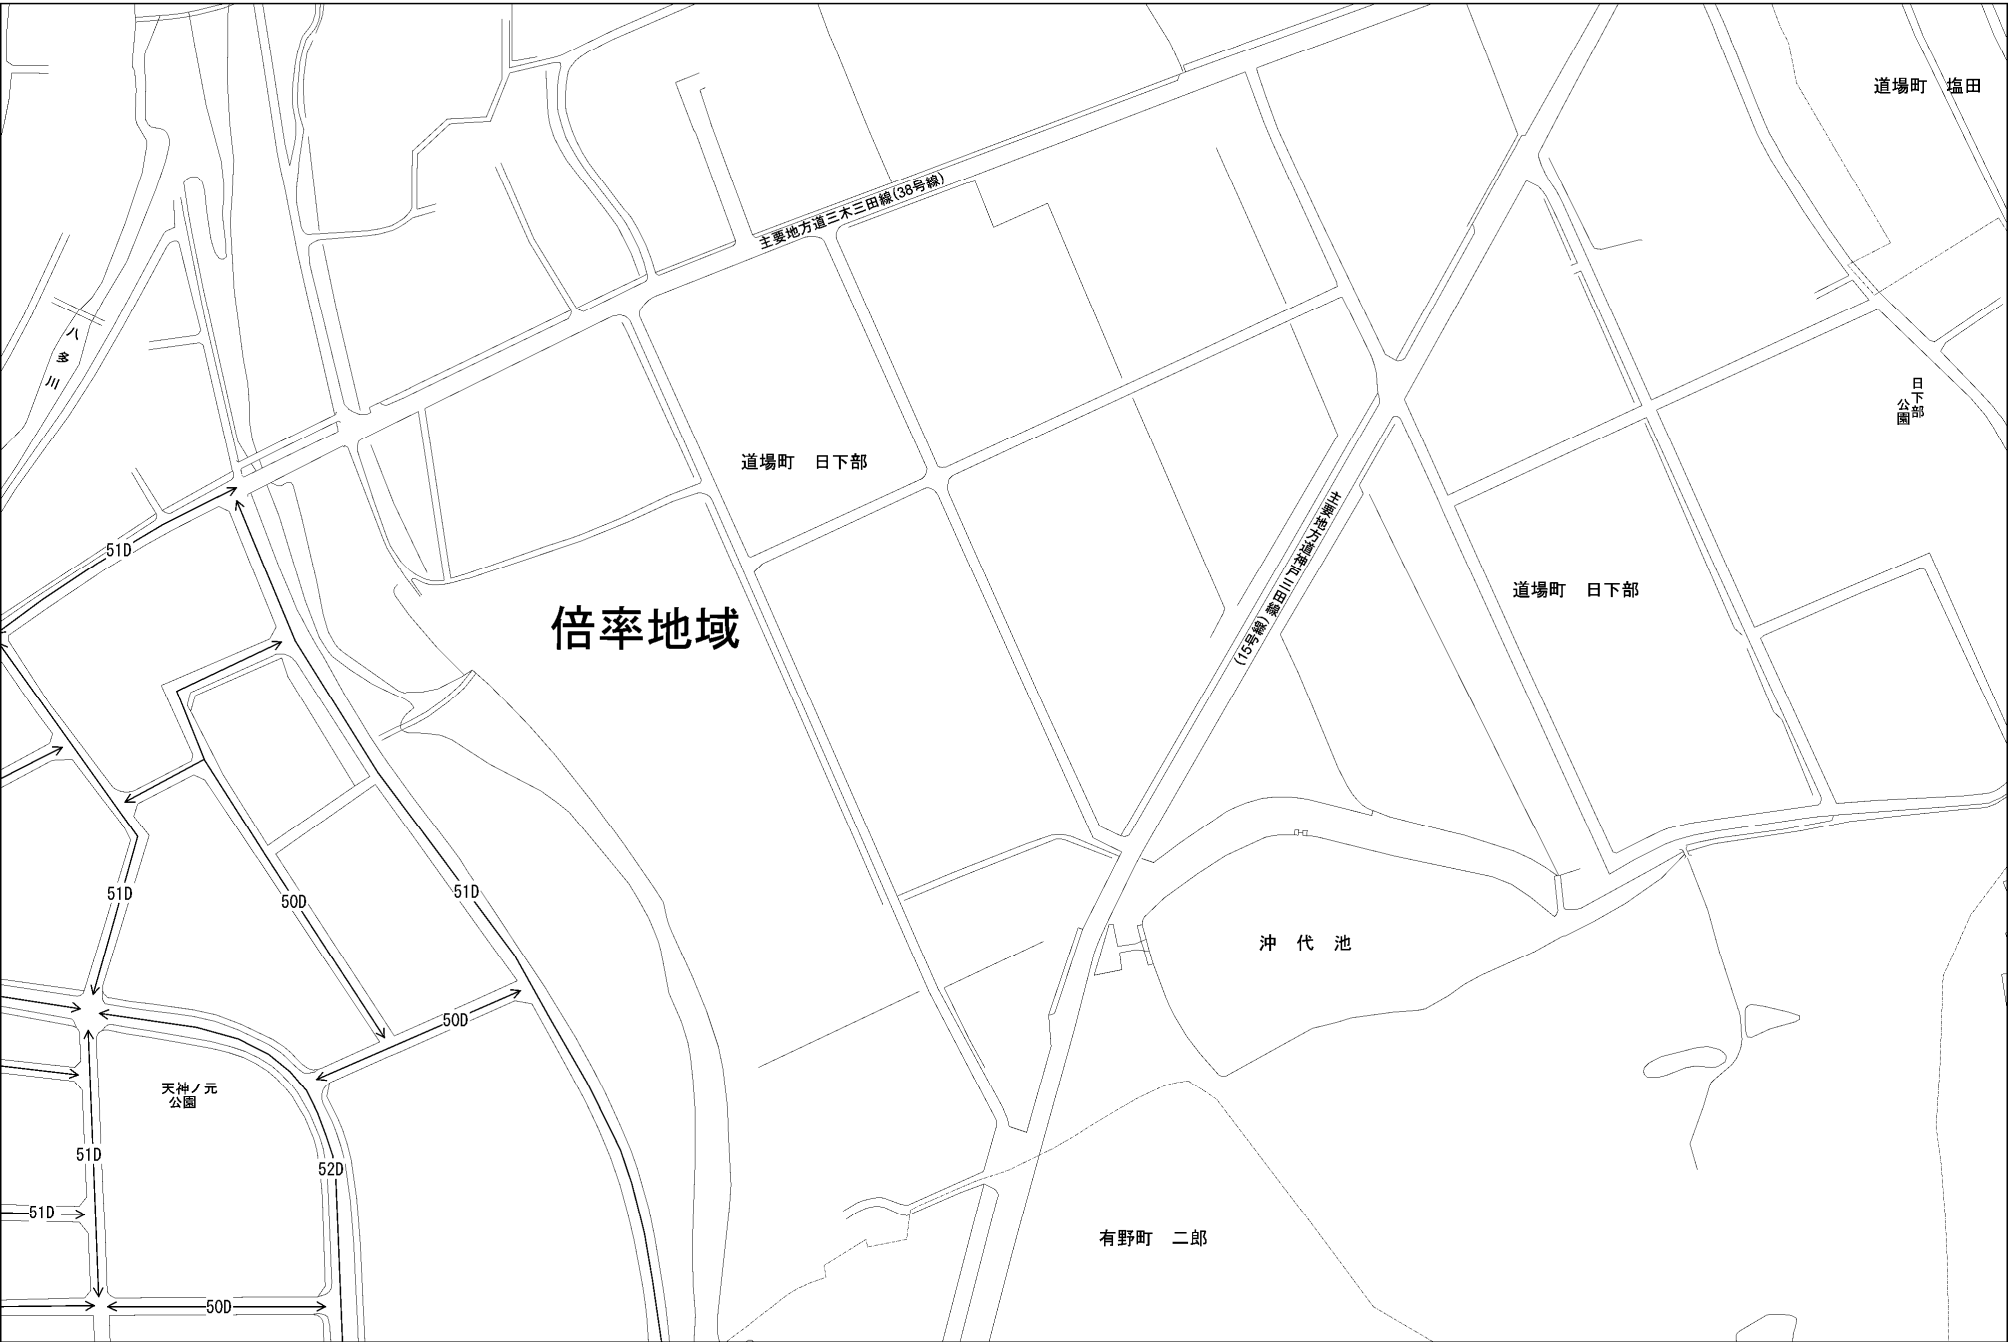 道場町　塩田
主要地方道三木三田線(38号線)
八多川
日下部
公園
道場町　日下部
主要地方道神戸三田線
(15号線)
51D
道場町　日下部
倍率地域
51D
50D
51D
沖　代　池
50D
天神ノ元
公園
51D
52D
51D
有野町　二郎
50D